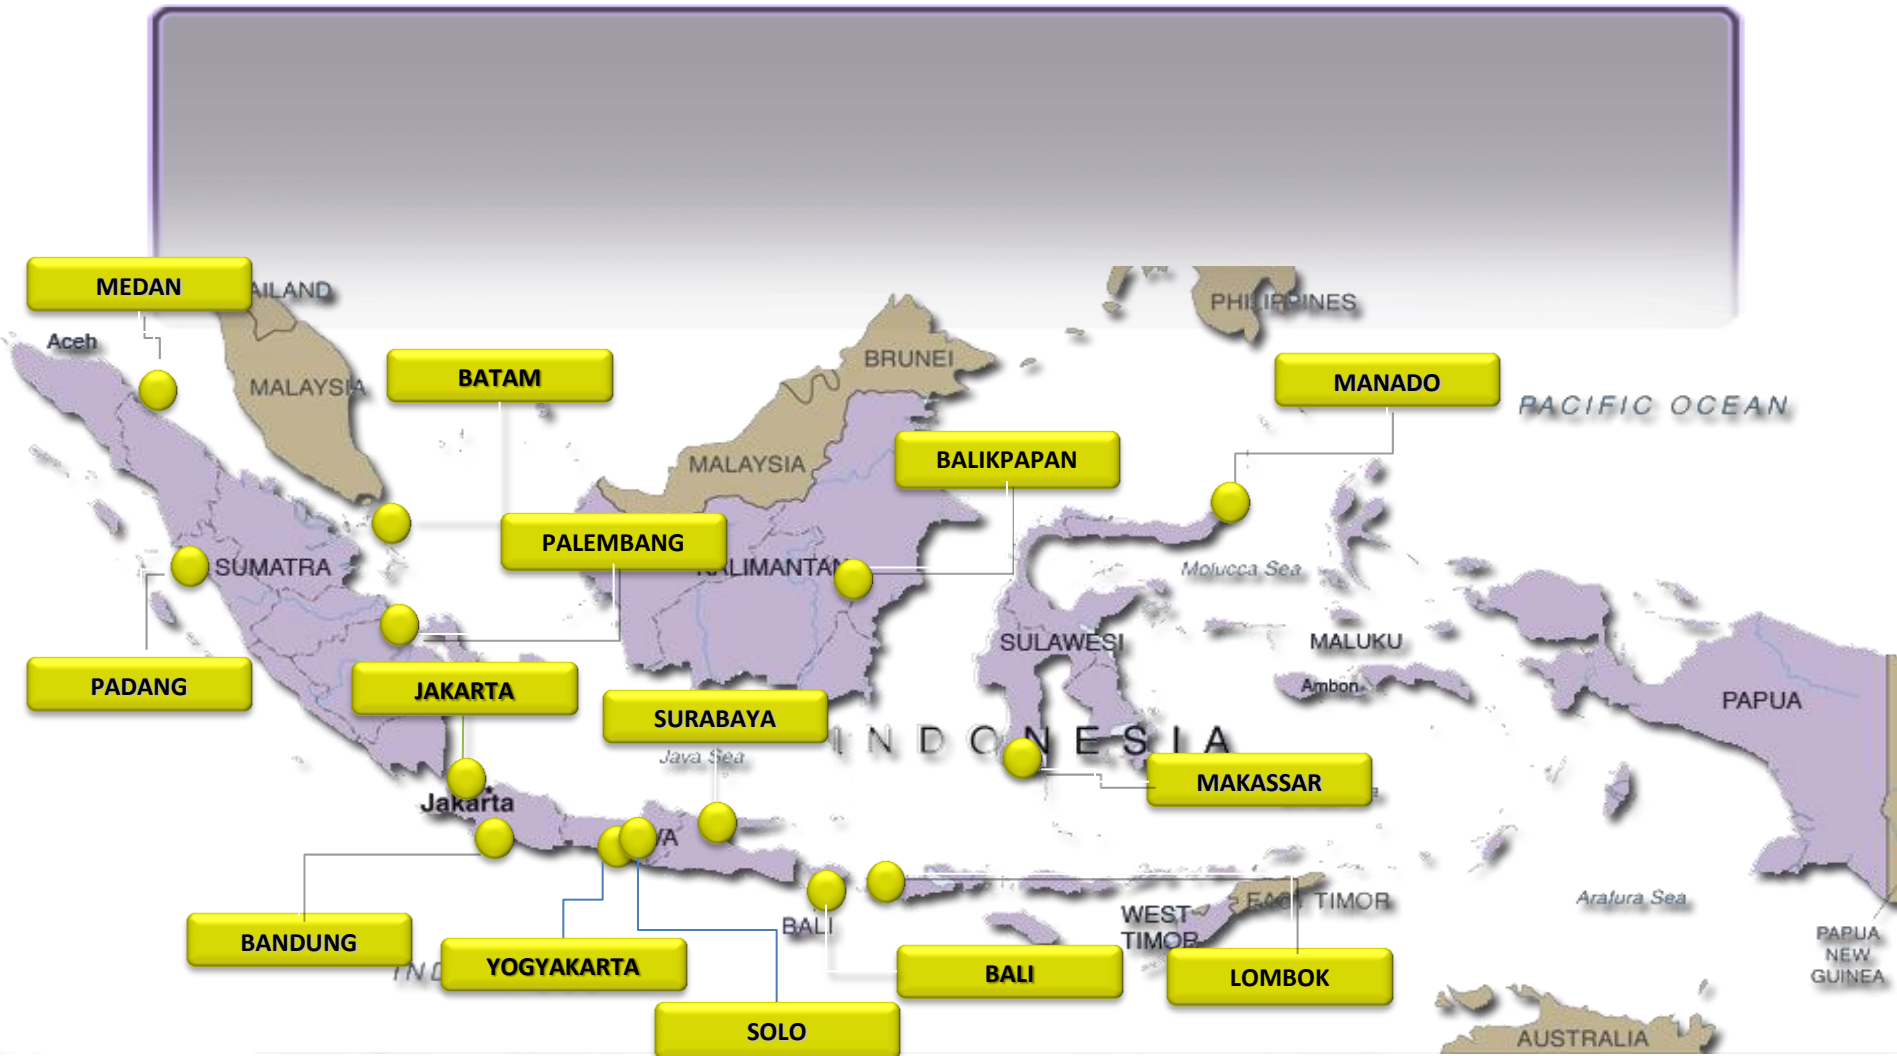 MEDAN
AILAND
PHILIPPINES
Aceh
BRUNEI
MALAYSIA
BATAM
MANADO
PACIFIC OCEAN
MALAYSIA
BALIKPAPAN
PALEMBANG
SUMATRA
KALIMANTAN
Molucca Sea
SULAWESI
MALUKU
PADANG
JAKARTA
Ambon
PAPUA
SURABAYA
INDONESIA
Java Sea
MAKASSAR
Jakarta
VA
EAST TIMOR
Arafura Sea
WEST
TIMOR
BALI
BANDUNG
PAPUA
NEW
GUINEA
YOGYAKARTA
IND
BALI
LOMBOK
SOLO
AUSTRALIA